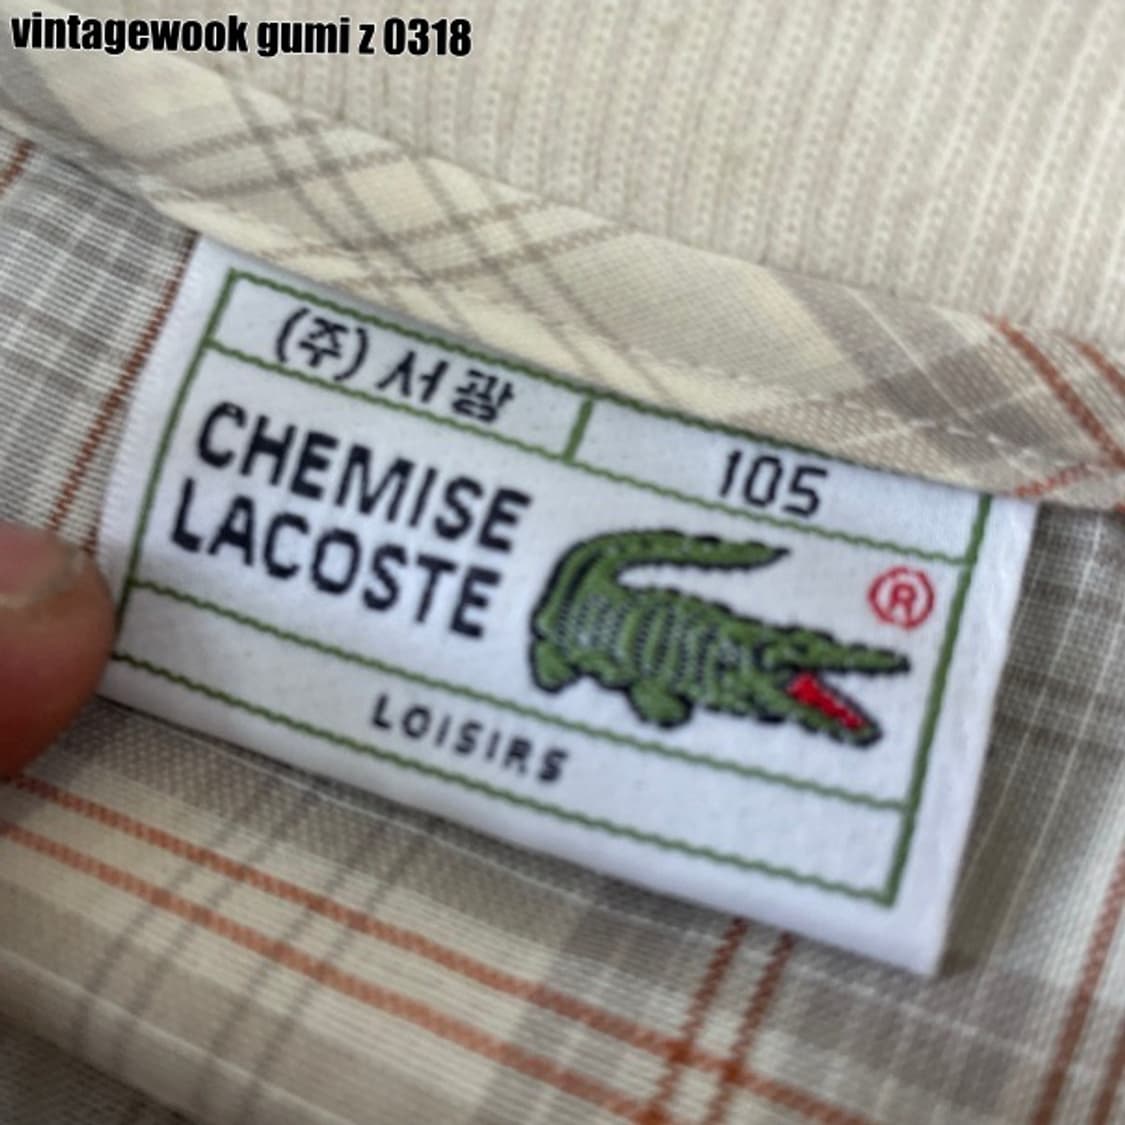 vintagewook gumi z 0318
(주) 서광
105
CHEMISE
LACOSTE
®
LOISIRS